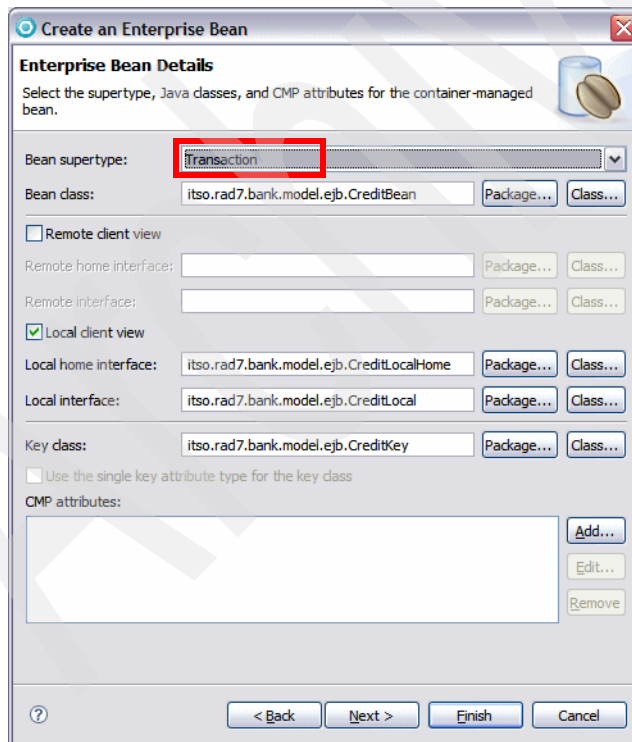 Create an Enterprise Bean
Enterprise Bean Details
Select the supertype, Java classes, and CMP attributes for the container-managed
bean.
Bean supertype: Transaction
Bean class: itso.rad7.bank.model.ejb.CreditBean Package... Class...
Remote client view
Remote home interface: Package... Class...
Remote interface: Package... Class...
Local client view
Local home interface: itso.rad7.bank.model.ejb.CreditLocalHome Package... Class...
Local interface: itso.rad7.bank.model.ejb.CreditLocal Package... Class...
Key class: itso.rad7.bank.model.ejb.CreditKey Package... Class...
Use the single key attribute type for the key class
CMP attributes:
Add...
Edit...
Remove
? < Back Next > Finish Cancel